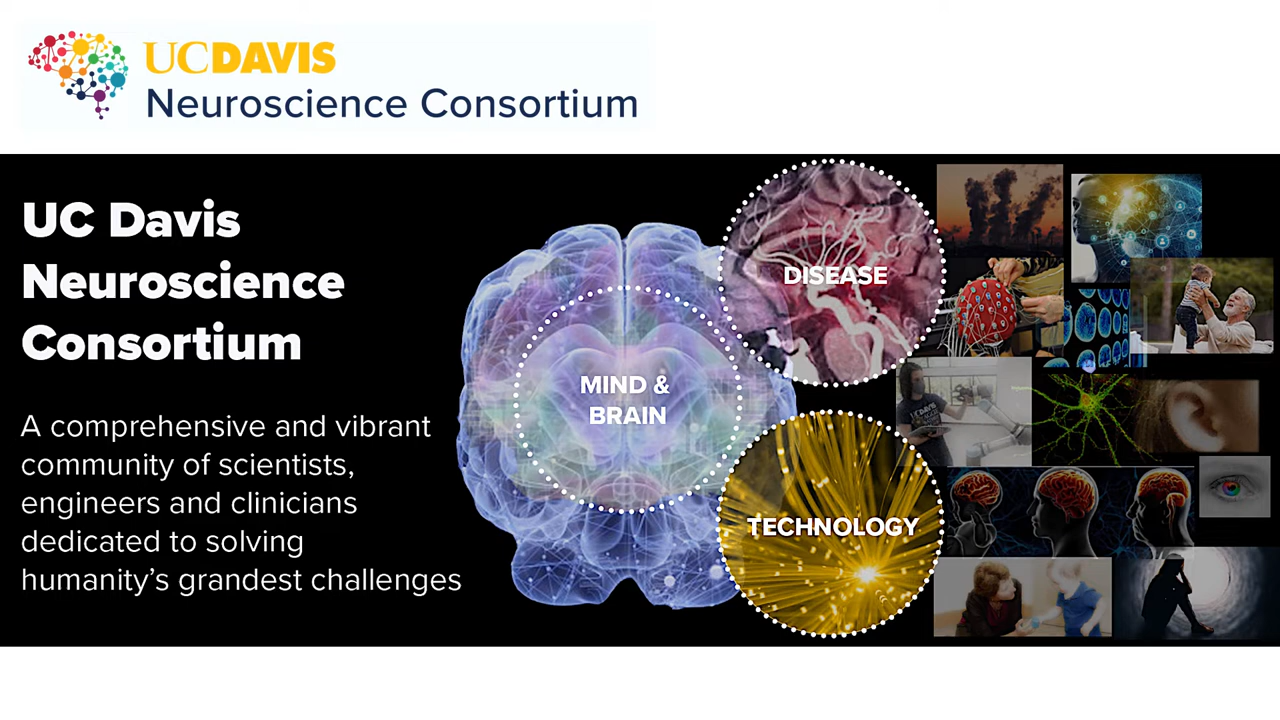 UCDAVIS
Neuroscience Consortium
UC Davis
Neuroscience
Consortium
A comprehensive and vibrant
community of scientists,
engineers and clinicians
dedicated to solving
humanity’s grandest challenges
MIND &
BRAIN
DISEASE
TECHNOLOGY